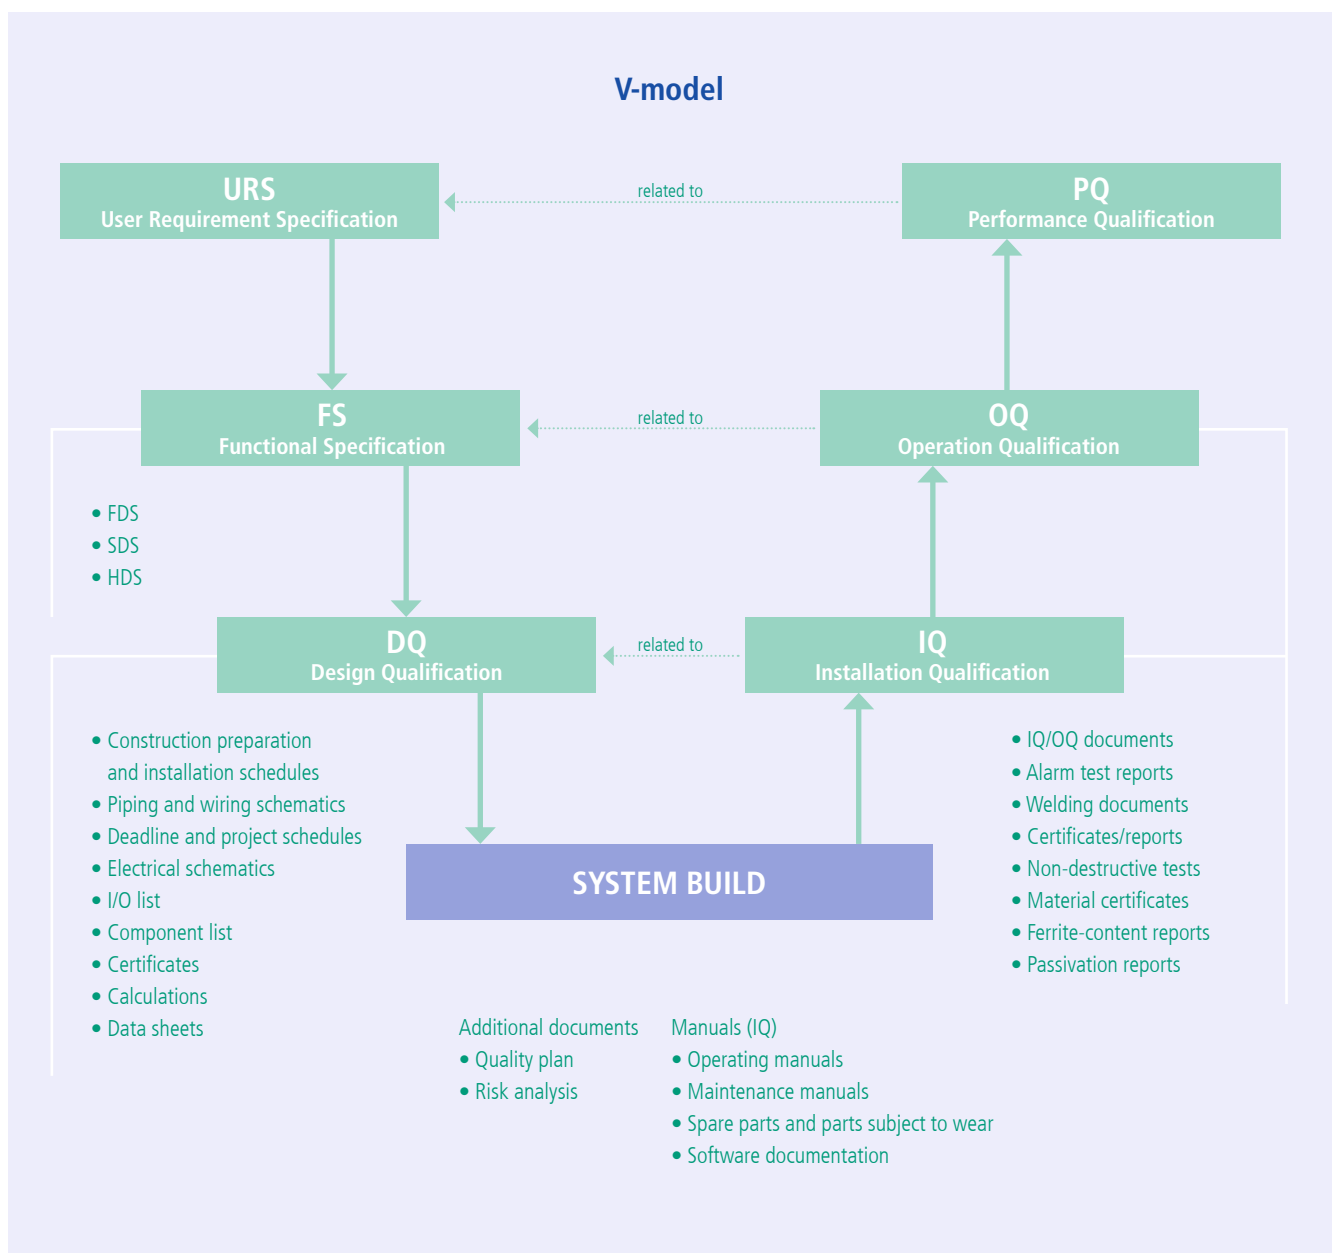 V-model
URS
User Requirement Specification
related to
PQ
Performance Qualification
FS
Functional Specification
related to
OQ
Operation Qualification
• FDS
• SDS
• HDS
DQ
Design Qualification
related to
IQ
Installation Qualification
• Construction preparation
and installation schedules
• Piping and wiring schematics
• Deadline and project schedules
• Electrical schematics
• I/O list
• Component list
• Certificates
• Calculations
• Data sheets
SYSTEM BUILD
• IQ/OQ documents
• Alarm test reports
• Welding documents
• Certificates/reports
• Non-destructive tests
• Material certificates
• Ferrite-content reports
• Passivation reports
Additional documents
• Quality plan
• Risk analysis
Manuals (IQ)
• Operating manuals
• Maintenance manuals
• Spare parts and parts subject to wear
• Software documentation